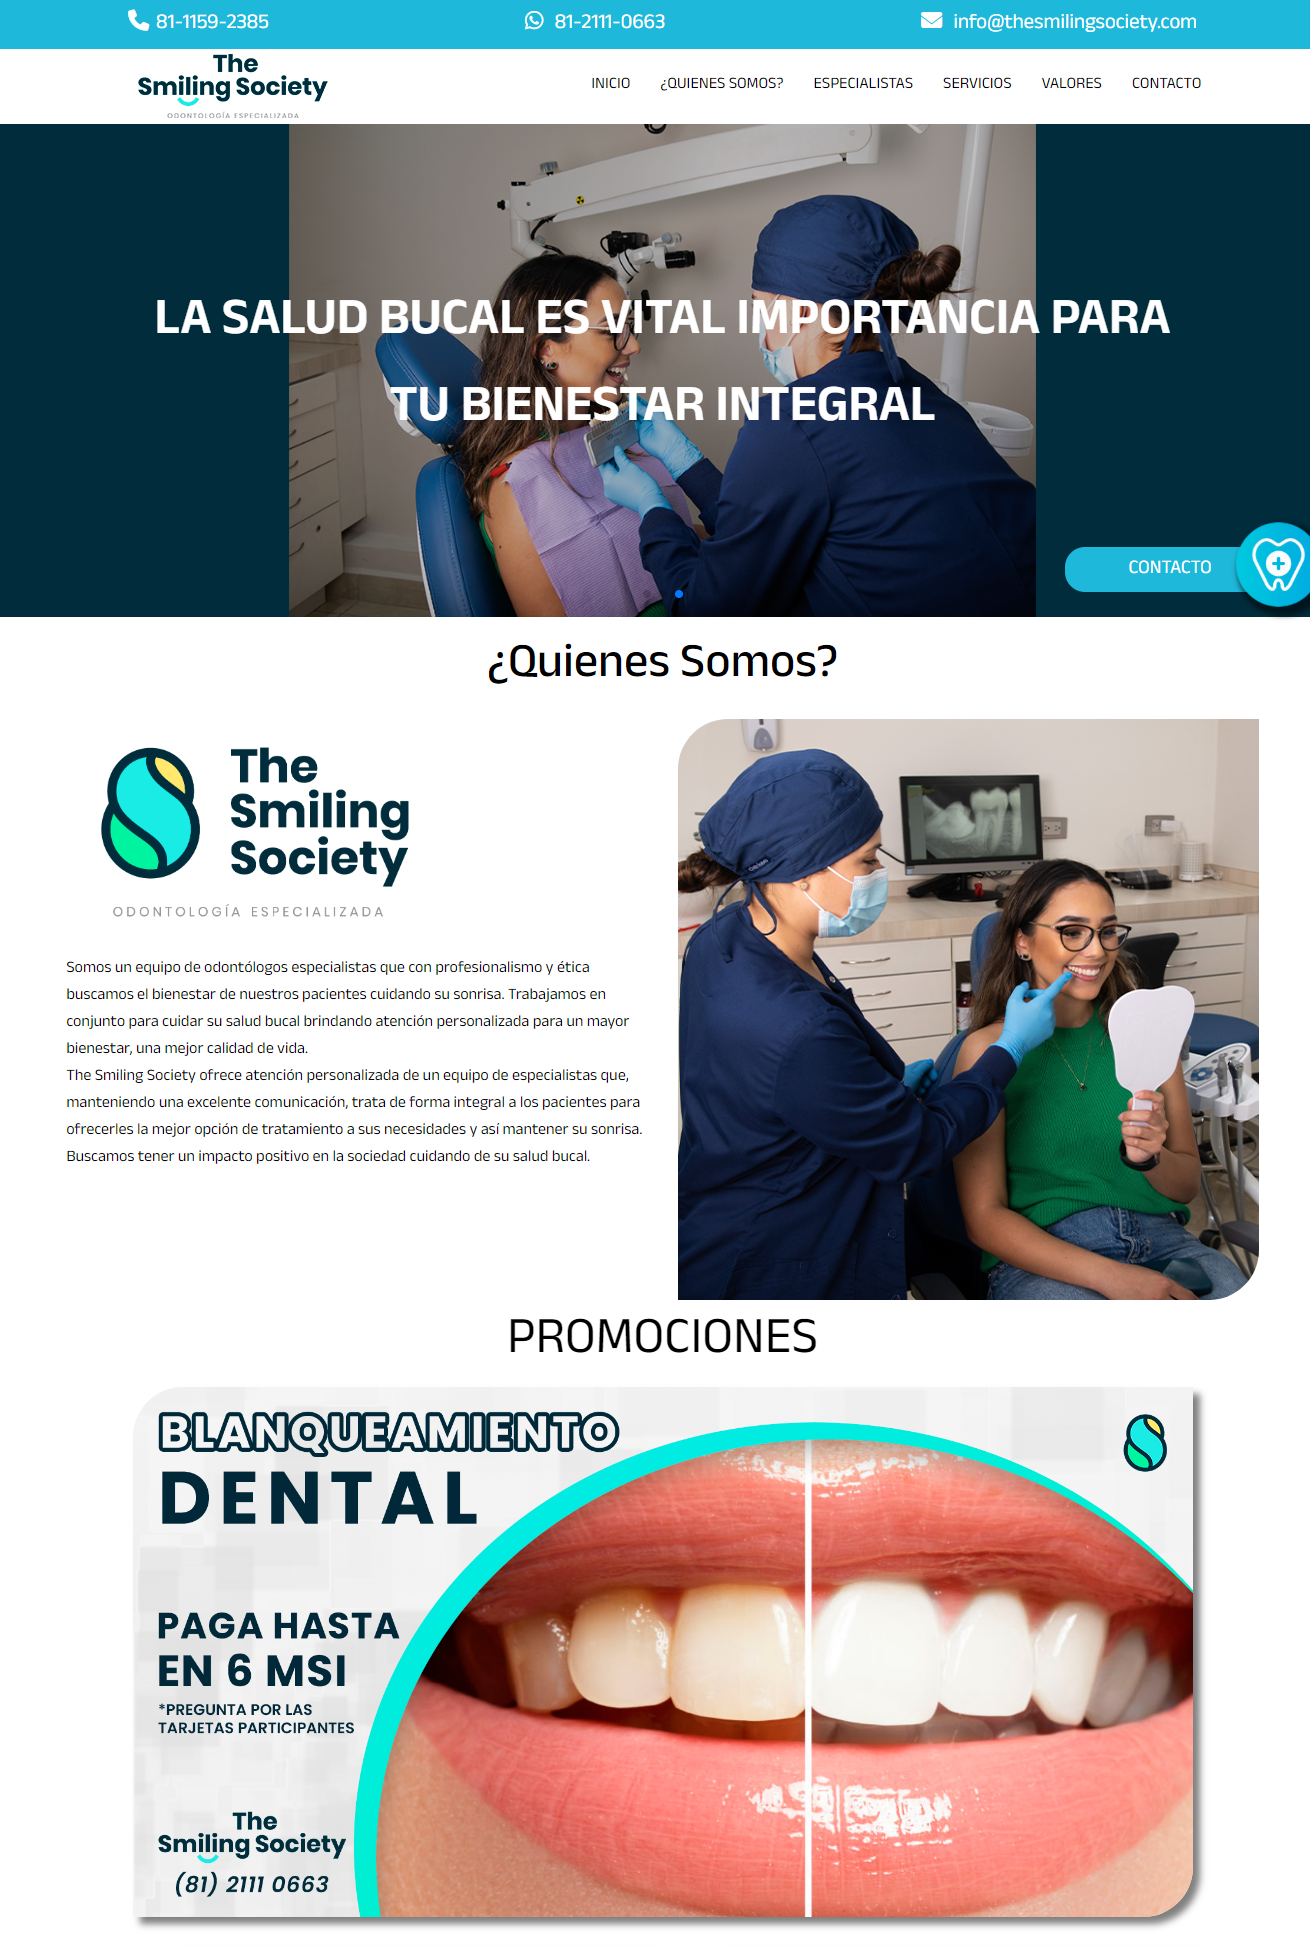 81-1159-2385
81-2111-0663
info@thesmilingsociety.com
The
Smiling Society
ODONTOLOGÍA ESPECIALIZADA
INICIO
¿QUIENES SOMOS?
ESPECIALISTAS
SERVICIOS
VALORES
CONTACTO
LA SALUD BUCAL ES VITAL IMPORTANCIA PARA
TU BIENESTAR INTEGRAL
CONTACTO
¿Quienes Somos?
The
Smiling
Society
ODONTOLOGÍA ESPECIALIZADA
Somos un equipo de odontólogos especialistas que con profesionalismo y ética
buscamos el bienestar de nuestros pacientes cuidando su sonrisa. Trabajamos en
conjunto para cuidar su salud bucal brindando atención personalizada para un mayor
bienestar, una mejor calidad de vida.
The Smiling Society ofrece atención personalizada de un equipo de especialistas que,
manteniendo una excelente comunicación, trata de forma integral a los pacientes para
ofrecerles la mejor opción de tratamiento a sus necesidades y así mantener su sonrisa.
Buscamos tener un impacto positivo en la sociedad cuidando de su salud bucal.
PROMOCIONES
BLANQUEAMIENTO
DENTAL
PAGA HASTA
EN 6 MSI
*PREGUNTA POR LAS
TARJETAS PARTICIPANTES
The
Smiling Society
(81) 2111 0663